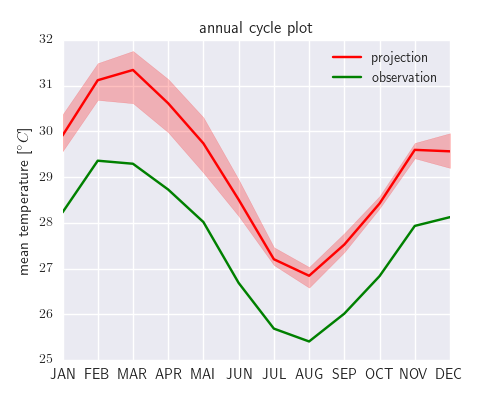 annual cycle plot
32
31
30
29
28
27
26
25
mean temperature [°C]
projection
observation
JAN FEB MAR APR MAI JUN JUL AUG SEP OCT NOV DEC